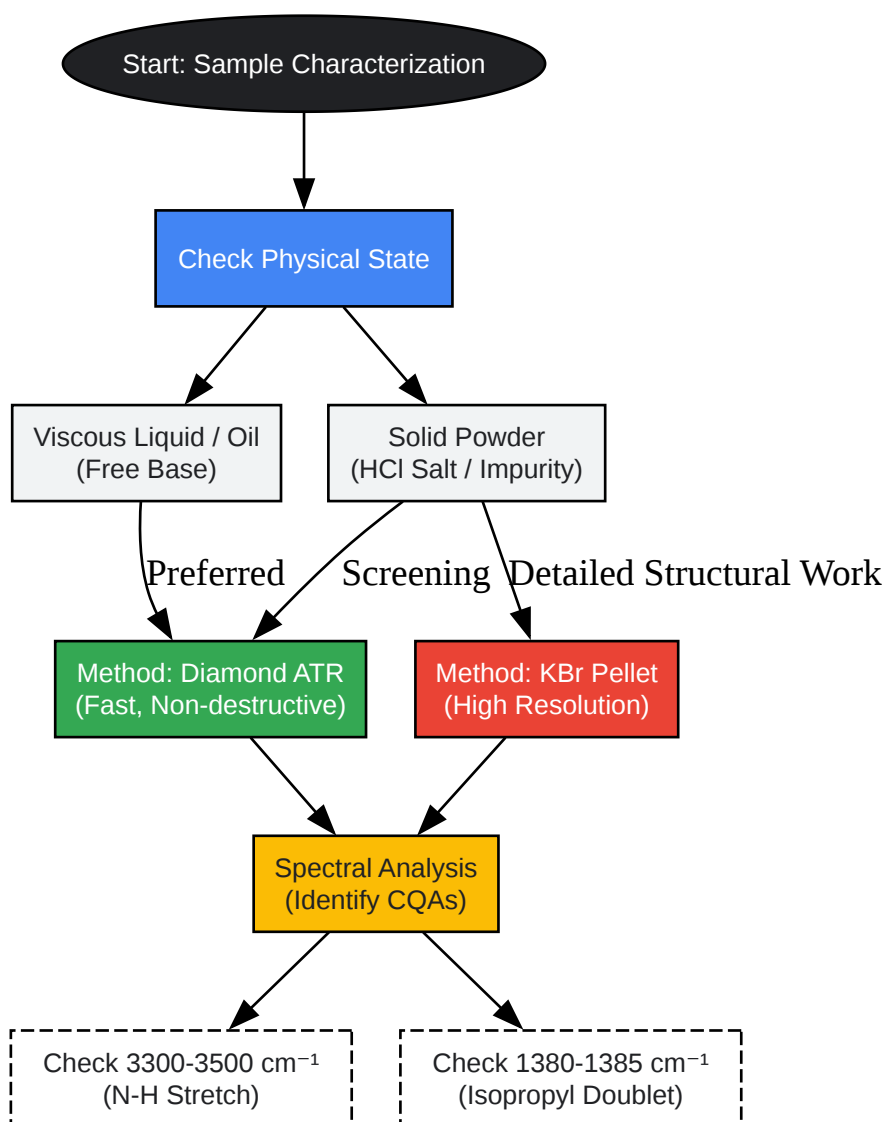 Start: Sample Characterization
Check Physical State
Viscous Liquid / Oil
(Free Base)
Solid Powder
(HCl Salt / Impurity)
Preferred
Screening
Detailed Structural Work
Method: Diamond ATR
(Fast, Non-destructive)
Method: KBr Pellet
(High Resolution)
Spectral Analysis
(Identify CQAs)
Check 3300-3500 cm⁻¹
(N-H Stretch)
Check 1380-1385 cm⁻¹
(Isopropyl Doublet)